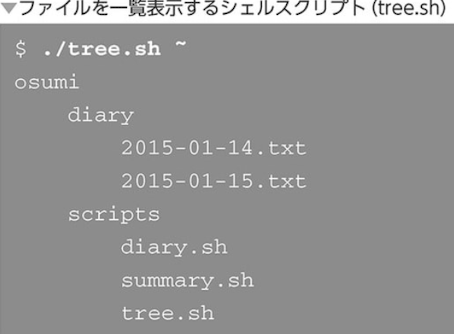 ▼ファイルを一覧表示するシェルスクリプト(tree.sh)
$ ./tree.sh ~
osumi
    diary
        2015-01-14.txt
        2015-01-15.txt
    scripts
        diary.sh
        summary.sh
        tree.sh